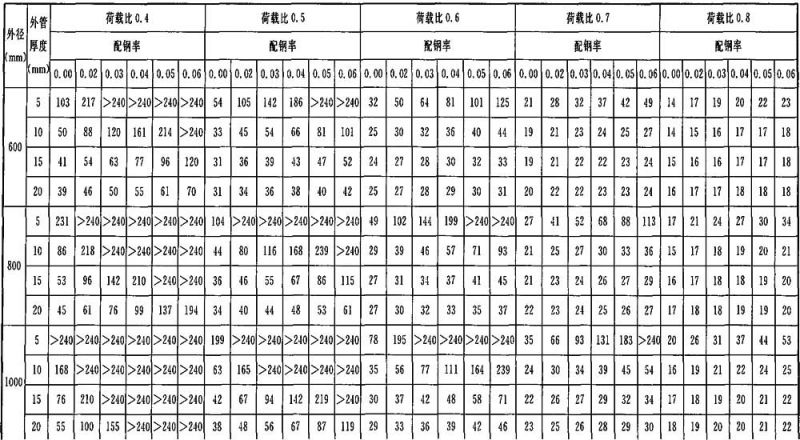 外径(mm) 外管厚度(mm) 荷载比0.4 荷载比0.5 荷载比0.6 荷载比0.7 荷载比0.8
配钢率 配钢率 配钢率 配钢率 配钢率
0.00 0.02 0.03 0.04 0.05 0.06 0.00 0.02 0.03 0.04 0.05 0.06 0.00 0.02 0.03 0.04 0.05 0.06 0.00 0.02 0.03 0.04 0.05 0.06 0.00 0.02 0.03 0.04 0.05 0.06
600 5 103 217 >240 >240 >240 >240 54 105 142 186 >240 >240 32 50 64 81 101 125 21 28 32 37 42 49 14 17 19 20 22 23
10 50 88 120 161 214 >240 33 45 54 66 81 101 25 30 32 36 40 44 19 21 23 24 25 27 14 15 16 17 17 18
15 41 54 63 77 96 120 31 36 39 43 47 52 24 27 28 30 32 33 19 21 22 22 23 24 15 16 16 17 17 18
20 39 46 50 55 61 70 31 34 36 38 40 42 25 27 28 29 30 31 20 22 22 23 23 24 16 17 17 18 18 18
800 5 231 >240 >240 >240 >240 >240 104 >240 >240 >240 >240 >240 49 102 144 199 >240 >240 27 41 52 68 88 113 17 21 24 27 30 34
10 86 218 >240 >240 >240 >240 44 80 116 168 239 >240 29 39 46 57 71 93 21 25 27 30 33 36 15 17 18 19 20 21
15 53 96 142 210 >240 >240 36 46 55 67 86 115 27 31 34 37 41 45 21 23 24 26 27 29 16 17 18 18 19 20
20 45 61 76 99 137 194 34 40 44 48 53 61 27 30 32 33 35 37 22 23 24 25 26 27 17 18 18 19 19 20
1000 5 >240 >240 >240 >240 >240 >240 199 >240 >240 >240 >240 >240 78 195 >240 >240 >240 >240 35 66 93 131 183 >240 20 26 31 37 44 53
10 168 >240 >240 >240 >240 >240 63 165 >240 >240 >240 >240 35 56 77 111 164 239 24 30 34 39 45 54 16 19 21 22 24 25
15 76 210 >240 >240 >240 >240 42 67 94 142 219 >240 30 37 42 48 58 71 22 26 27 29 32 34 17 18 19 20 21 22
20 55 100 155 >240 >240 >240 38 48 56 67 87 119 29 33 36 39 42 46 23 25 26 28 29 30 18 19 20 20 21 22